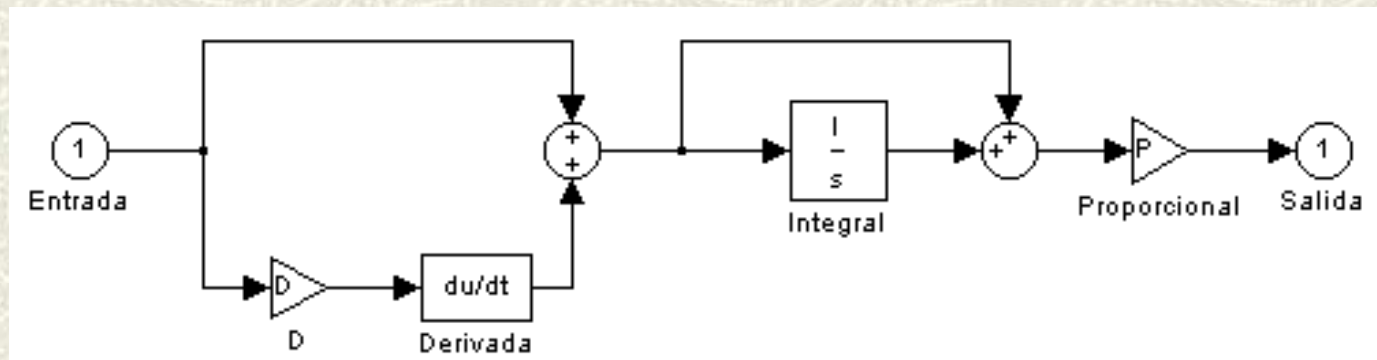 1
Entrada
D
D
du/dt
Derivada
+
+
I
s
Integral
+
+
P
Proporcional
1
Salida